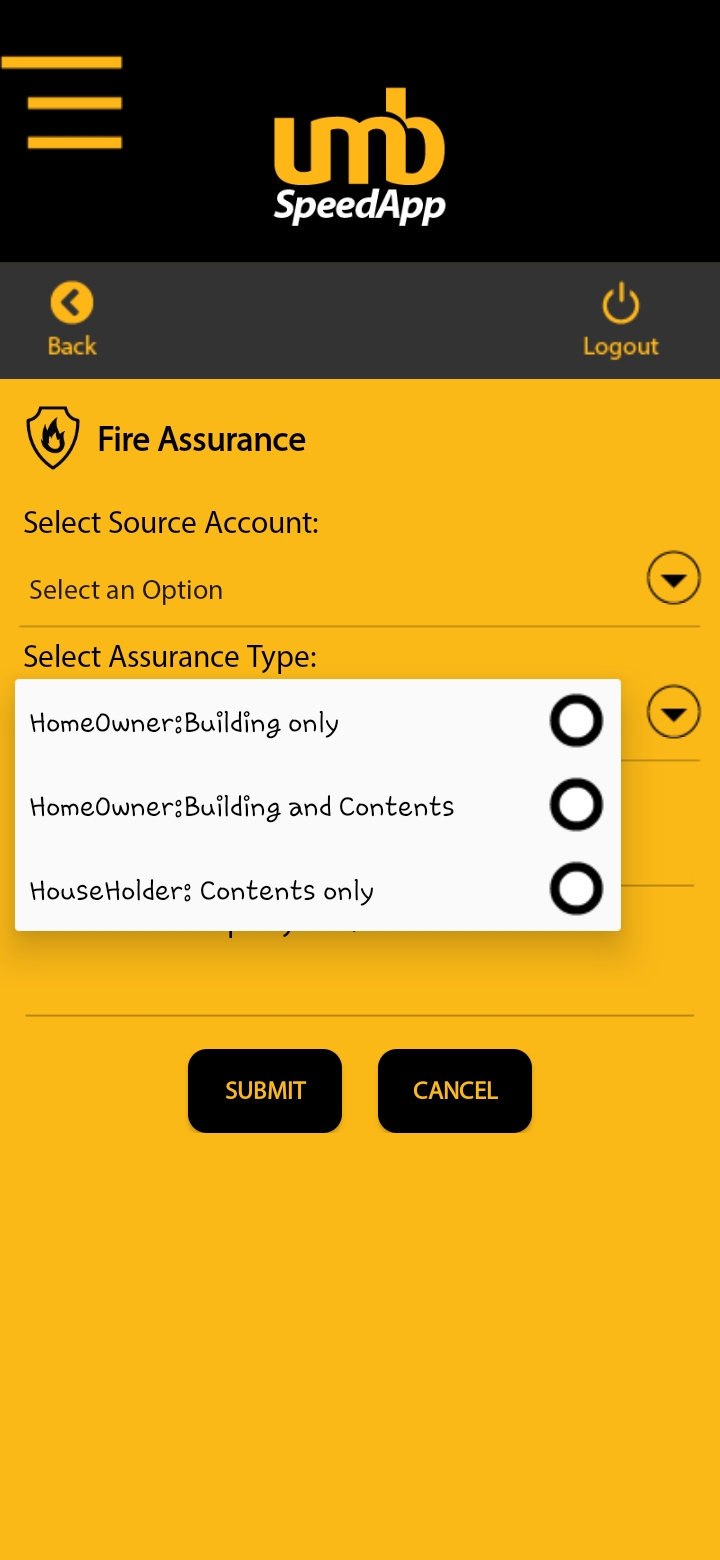 umb
SpeedApp
Back
Logout
Fire Assurance
Select Source Account:
Select an Option
Select Assurance Type:
HomeOwner:Building only
HomeOwner:Building and Contents
HouseHolder: Contents only
SUBMIT
CANCEL